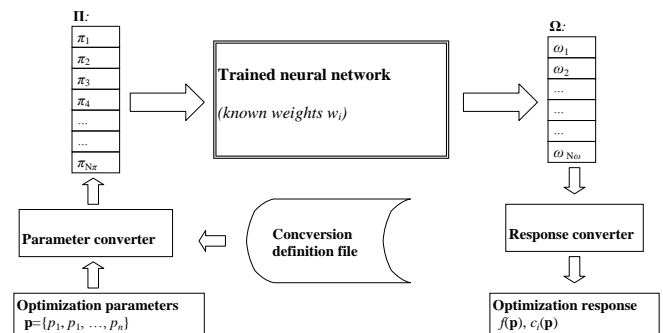 Π:
π1
π2
π3
π4
...
...
πNπ
Trained neural network
(known weights wi)
Ω:
ω1
ω2
...
...
...
ωNω
Parameter converter
Concversion
definition file
Response converter
Optimization parameters
p={p1, p1, …, pn}
Optimization response
f(p), ci(p)